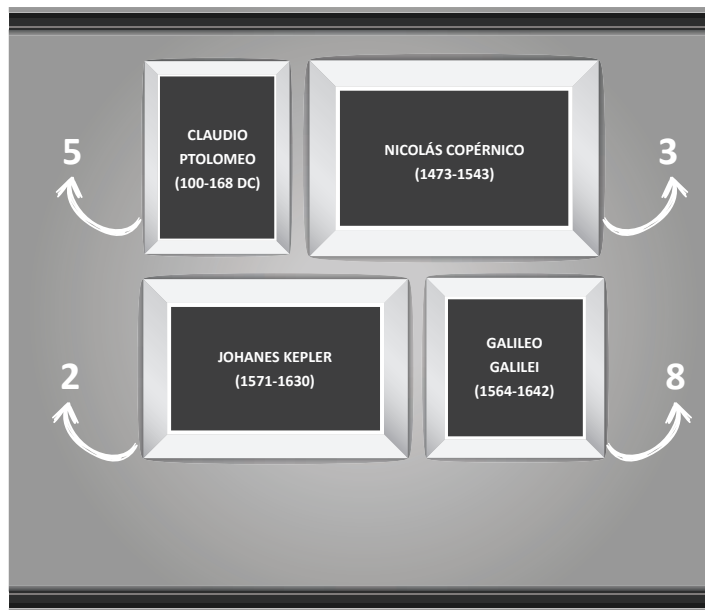 5
CLAUDIO
PTOLOMEO
(100-168 DC)
NICOLÁS COPÉRNICO
(1473-1543)
3
2
JOHANES KEPLER
(1571-1630)
GALILEO
GALILEI
(1564-1642)
8